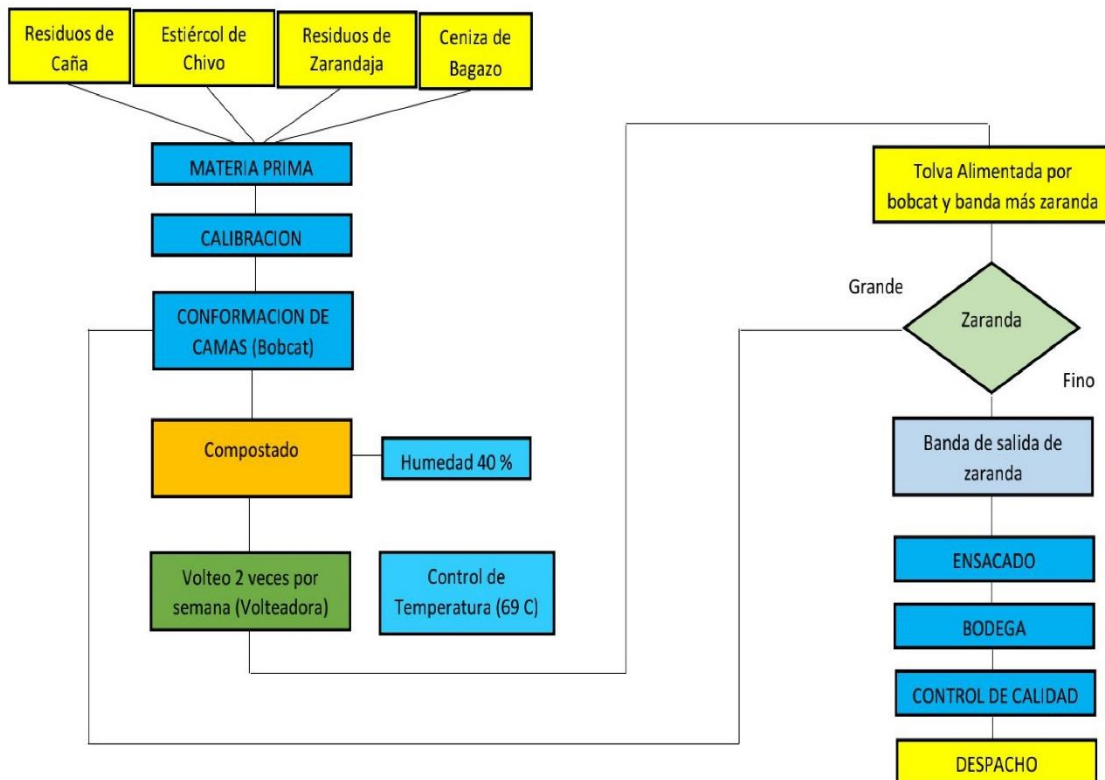 Residuos de
Caña
Estiércol de
Chivo
Residuos de
Zarandaja
Ceniza de
Bagazo
MATERIA PRIMA
CALIBRACION
CONFORMACION DE
CAMAS (Bobcat)
Compostado
Humedad 40 %
Volteo 2 veces por
semana (Volteadora)
Control de
Temperatura (69 C)
Tolva Alimentada por
bobcat y banda más zaranda
Grande
Zaranda
Fino
Banda de salida de
zaranda
ENSACADO
BODEGA
CONTROL DE CALIDAD
DESPACHO